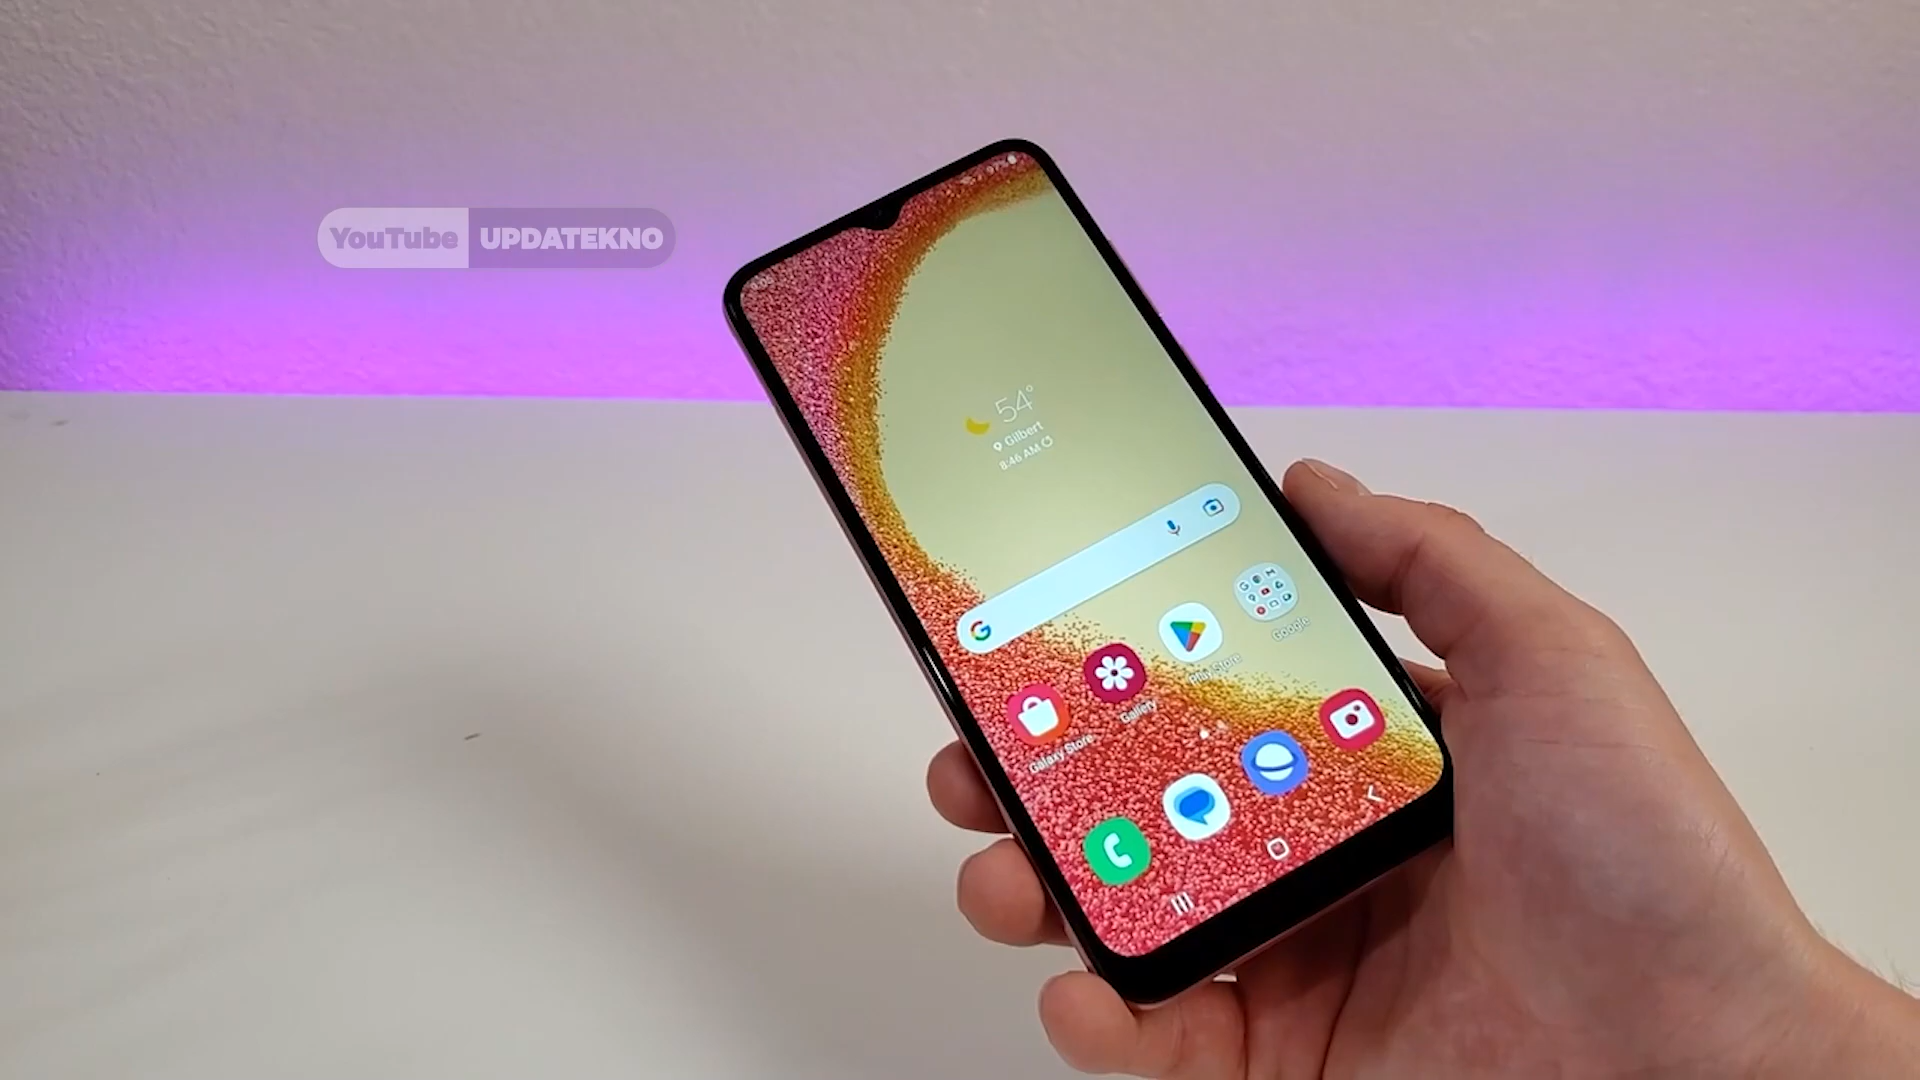 YouTube UPDATEKNO
54°
Gilbert
8:46 AM
G
Google
Play Store
Gallery
Galaxy Store